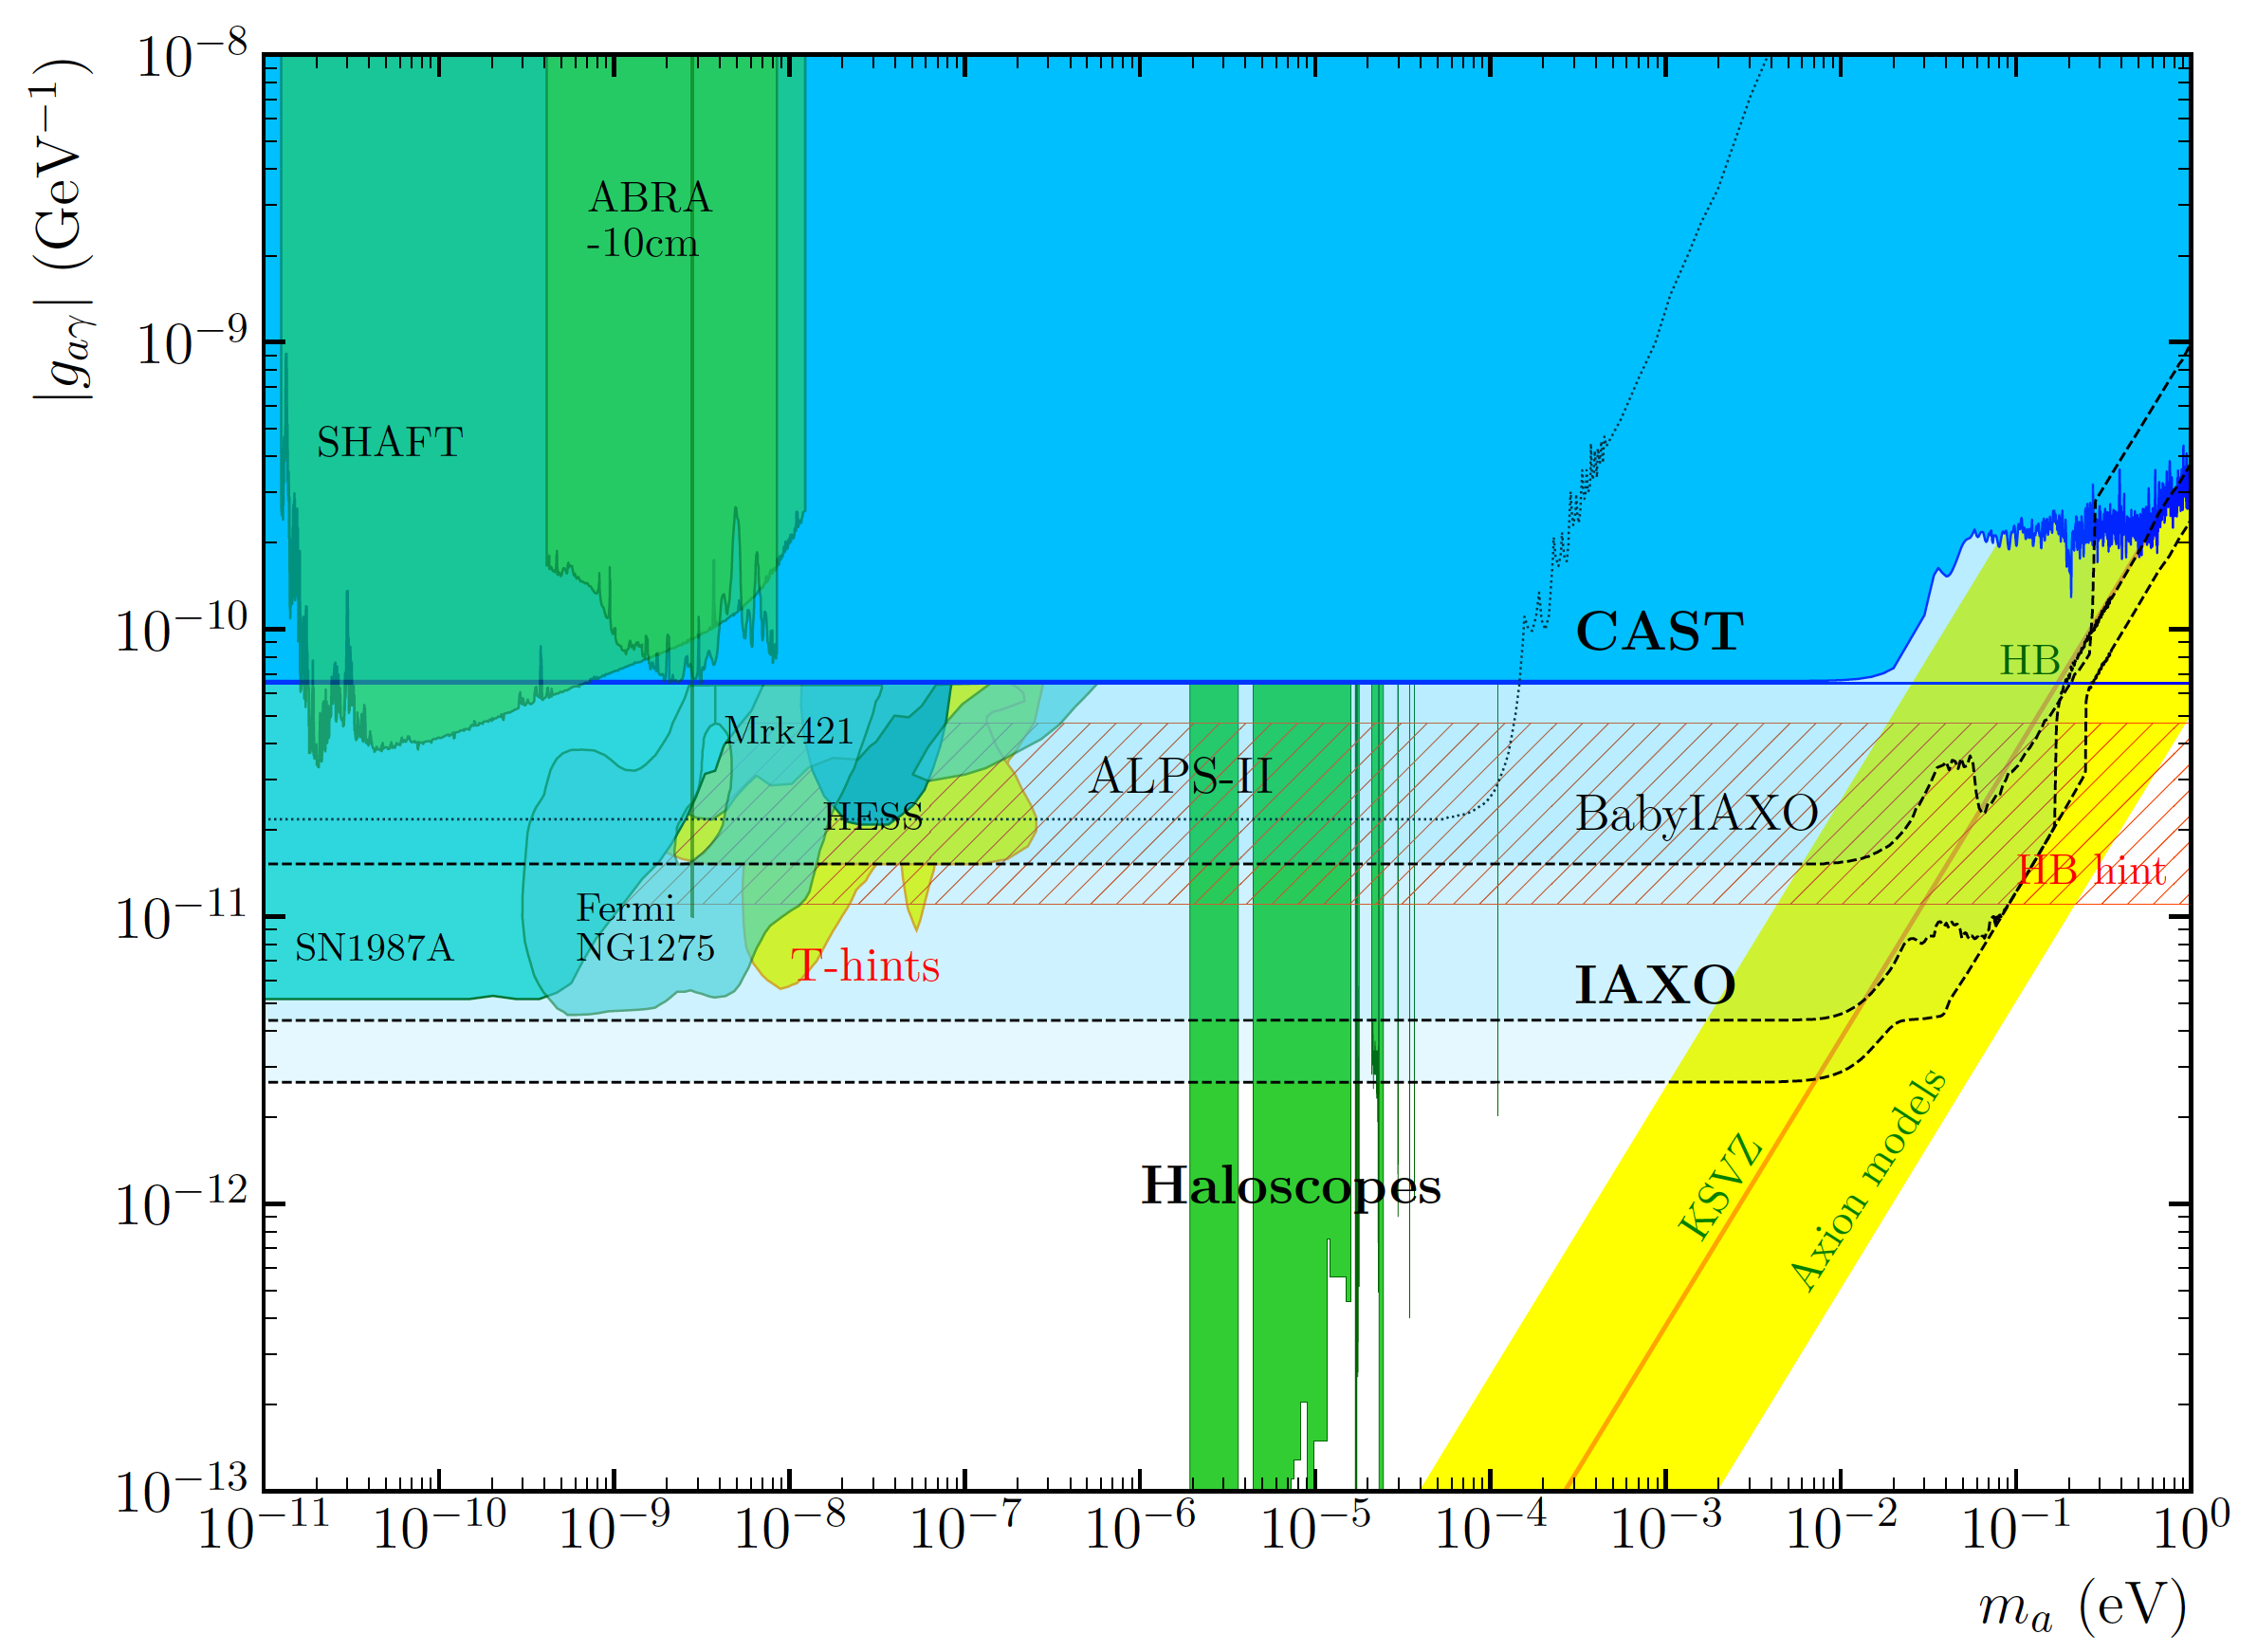 10⁻⁸
10⁻⁹
10⁻¹⁰
10⁻¹¹
10⁻¹²
10⁻¹³
|g_{aγ}| (GeV⁻¹)
ABRA
-10cm
SHAFT
CAST
HB
Mrk421
ALPS-II
HESS
BabyIAXO
HB hint
Fermi
NG1275
SN1987A
T-hints
IAXO
Haloscopes
KSVZ
Axion models
10⁻¹¹ 10⁻¹⁰ 10⁻⁹ 10⁻⁸ 10⁻⁷ 10⁻⁶ 10⁻⁵ 10⁻⁴ 10⁻³ 10⁻² 10⁻¹ 10⁰
m_a (eV)